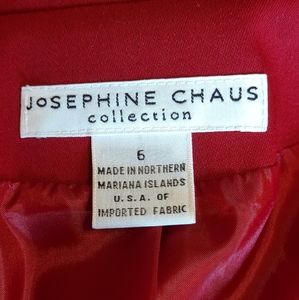 JoSEPHINE CHAUS
collection
6
MADE IN NORTHERN
MARIANA ISLANDS
U.S.A. OF
IMPORTED FABRIC